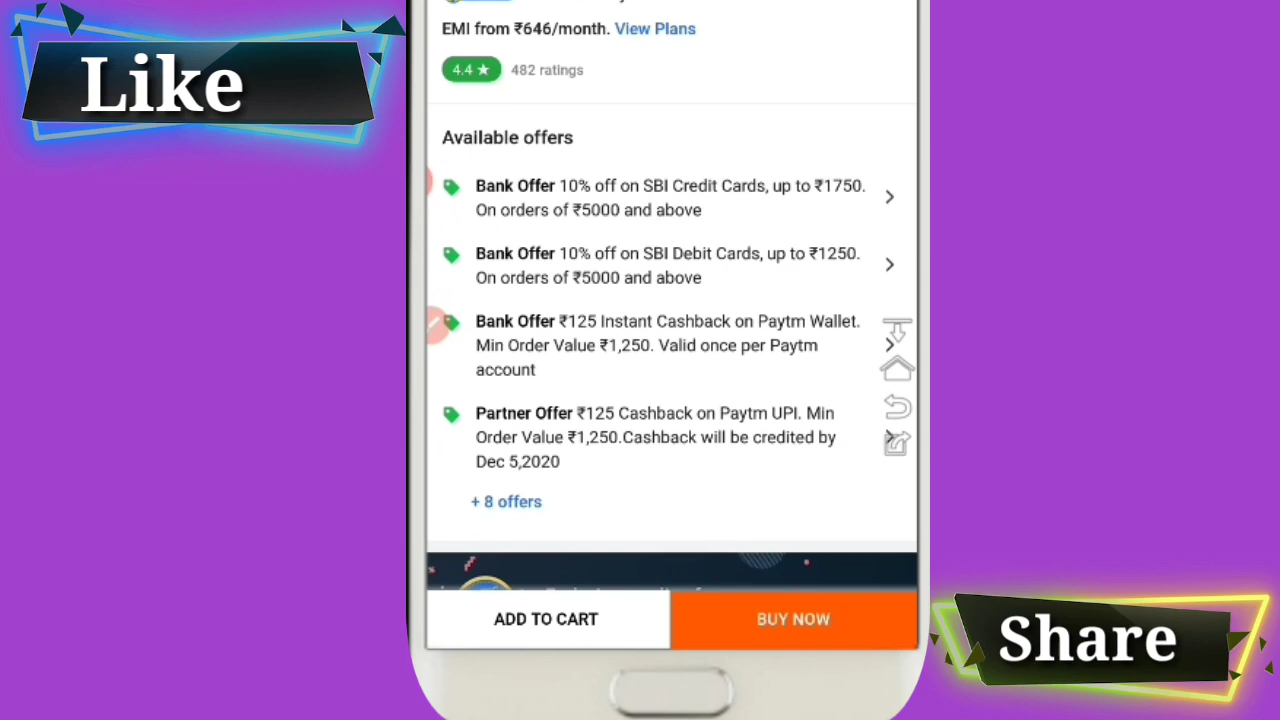 Like
EMI from ₹646/month. View Plans
4.4 ★ 482 ratings
Available offers
Bank Offer 10% off on SBI Credit Cards, up to ₹1750.
On orders of ₹5000 and above
Bank Offer 10% off on SBI Debit Cards, up to ₹1250.
On orders of ₹5000 and above
Bank Offer ₹125 Instant Cashback on Paytm Wallet.
Min Order Value ₹1,250. Valid once per Paytm
account
Partner Offer ₹125 Cashback on Paytm UPI. Min
Order Value ₹1,250.Cashback will be credited by
Dec 5,2020
+ 8 offers
ADD TO CART
BUY NOW
Share